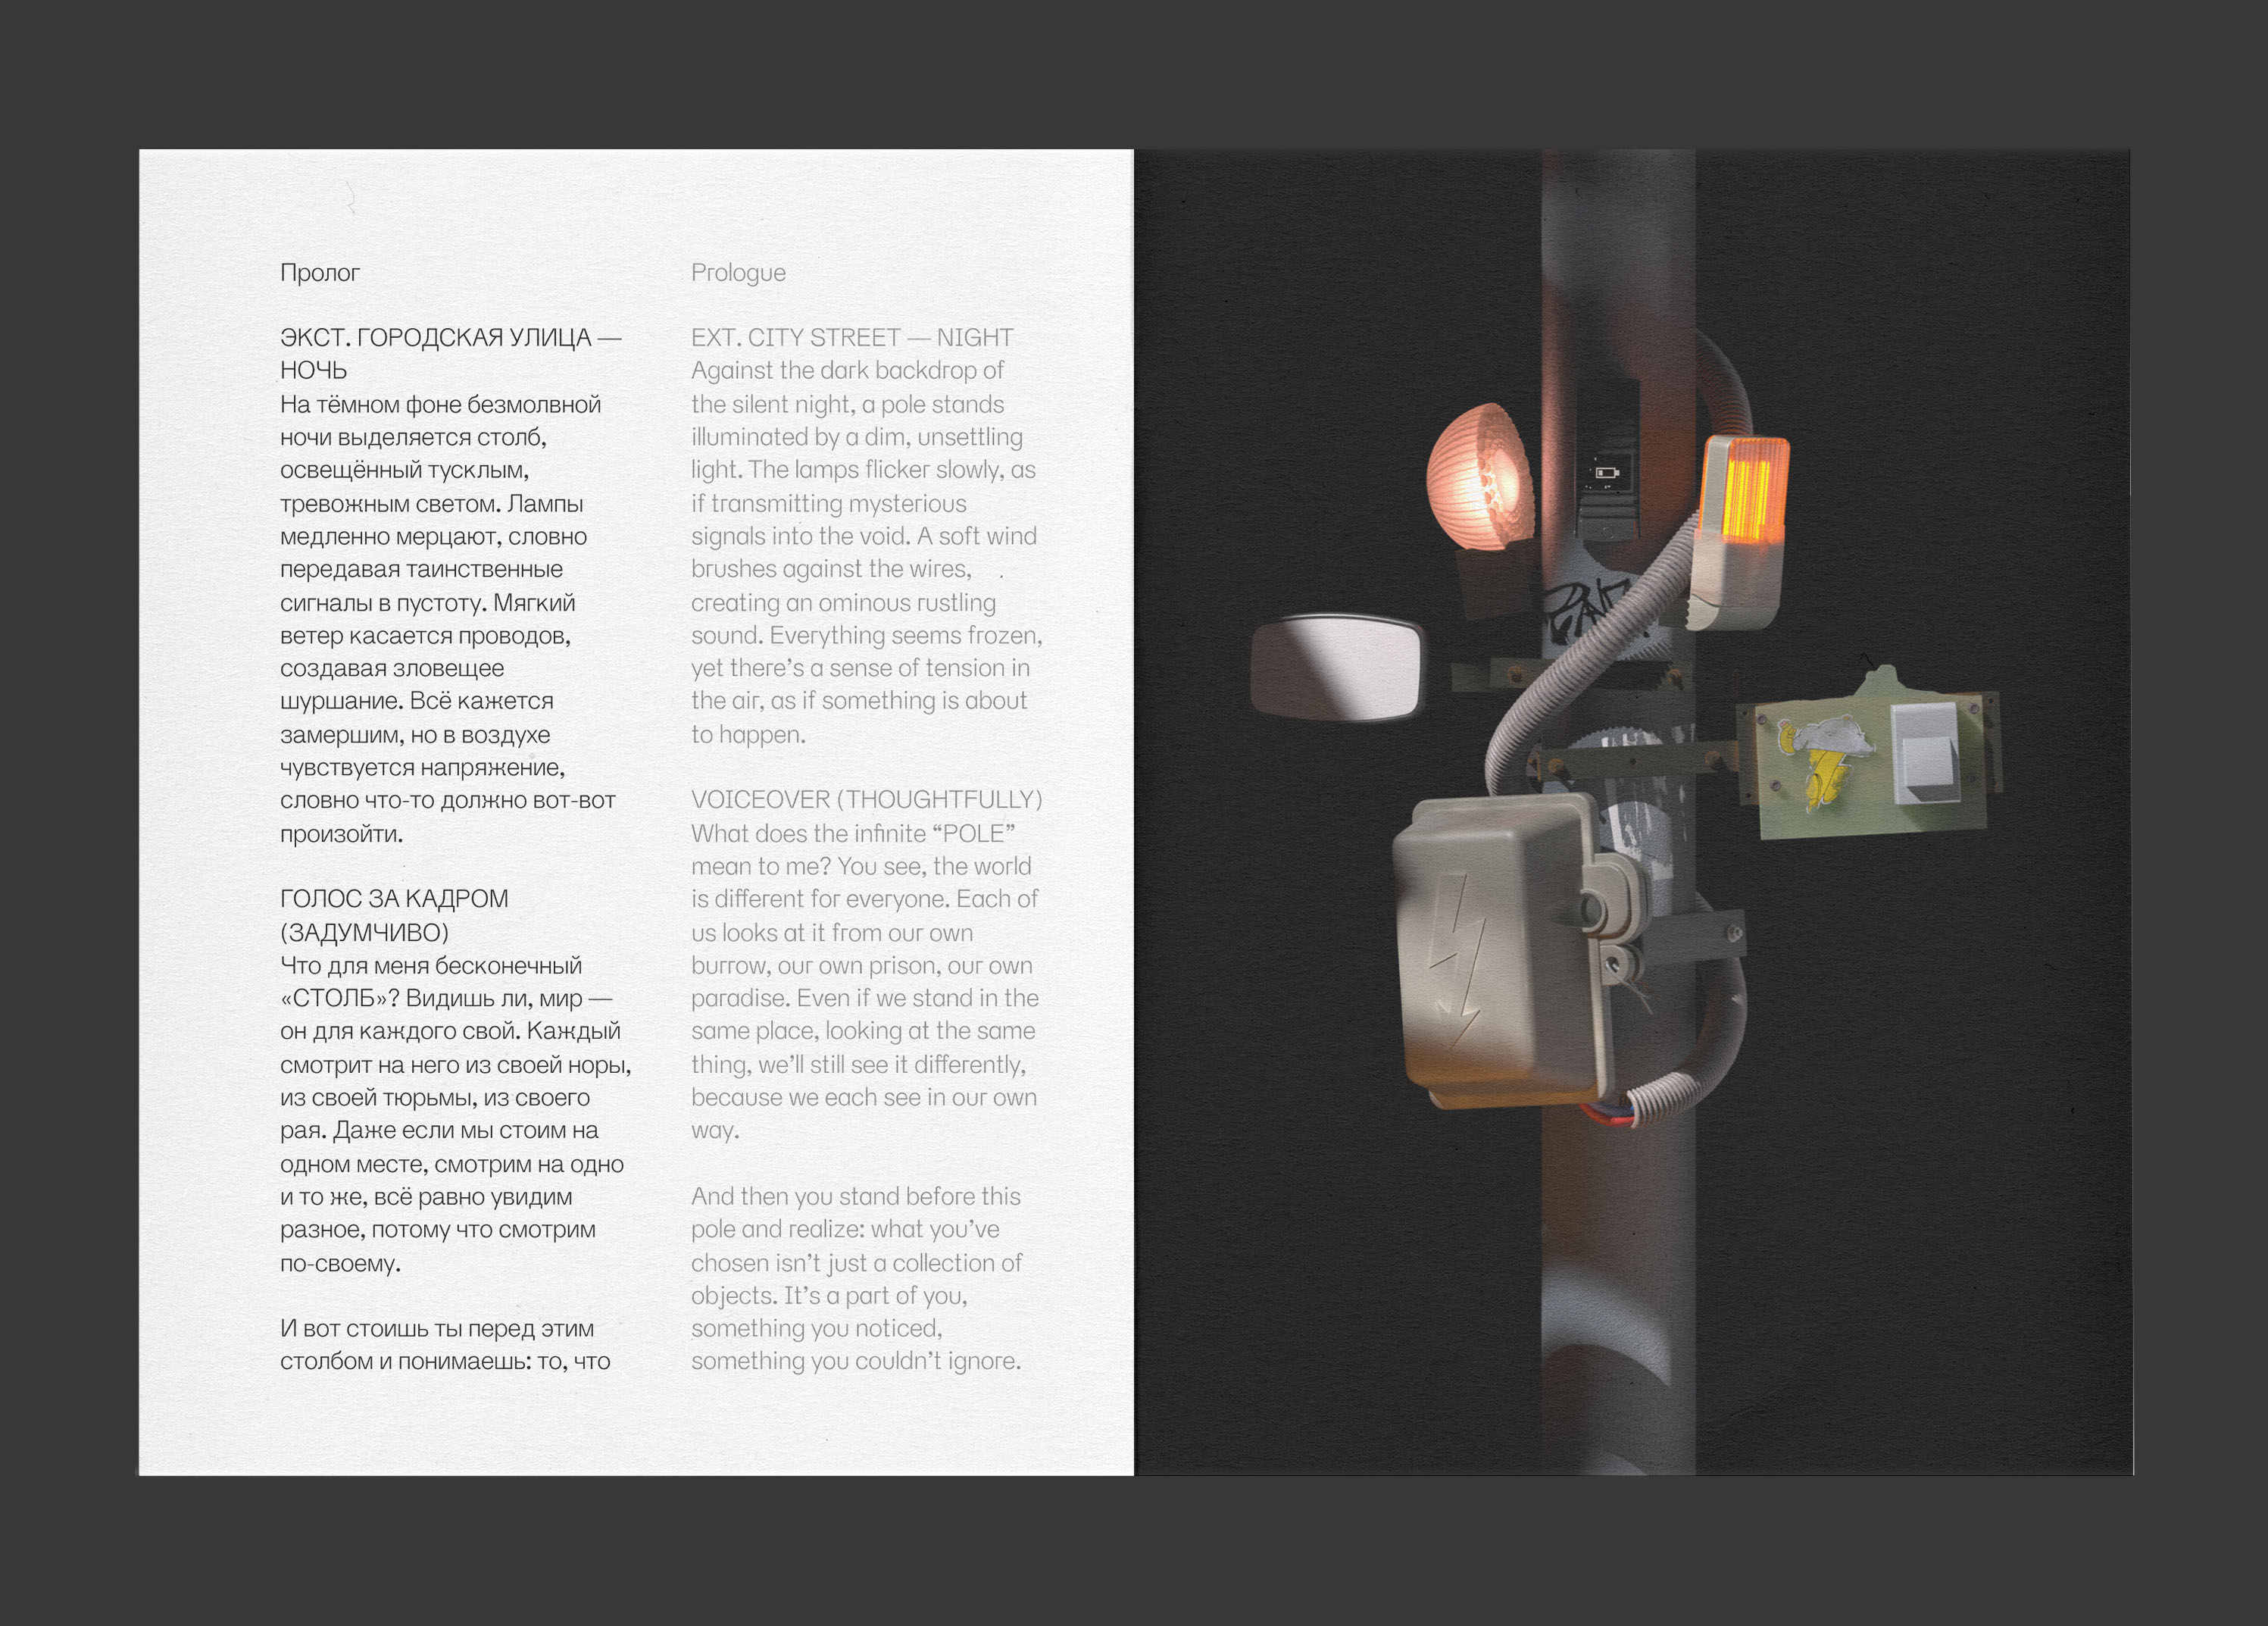 Пролог
ЭКСТ. ГОРОДСКАЯ УЛИЦА —
НОЧЬ
На тёмном фоне безмолвной
ночи выделяется столб,
освещённый тусклым,
тревожным светом. Лампы
медленно мерцают, словно
передавая таинственные
сигналы в пустоту. Мягкий
ветер касается проводов,
создавая зловещее
шуршание. Всё кажется
замершим, но в воздухе
чувствуется напряжение,
словно что-то должно вот-вот
произойти.
ГОЛОС ЗА КАДРОМ
(ЗАДУМЧИВО)
Что для меня бесконечный
«СТОЛБ»? Видишь ли, мир —
он для каждого свой. Каждый
смотрит на него из своей норы,
из своей тюрьмы, из своего
рая. Даже если мы стоим на
одном месте, смотрим на одно
и то же, всё равно увидим
разное, потому что смотрим
по-своему.
И вот стоишь ты перед этим
столбом и понимаешь: то, что
Prologue
EXT. CITY STREET — NIGHT
Against the dark backdrop of
the silent night, a pole stands
illuminated by a dim, unsettling
light. The lamps flicker slowly, as
if transmitting mysterious
signals into the void. A soft wind
brushes against the wires,
creating an ominous rustling
sound. Everything seems frozen,
yet there’s a sense of tension in
the air, as if something is about
to happen.
VOICEOVER (THOUGHTFULLY)
What does the infinite “POLE”
mean to me? You see, the world
is different for everyone. Each of
us looks at it from our own
burrow, our own prison, our own
paradise. Even if we stand in the
same place, looking at the same
thing, we’ll still see it differently,
because we each see in our own
way.
And then you stand before this
pole and realize: what you’ve
chosen isn’t just a collection of
objects. It’s a part of you,
something you noticed,
something you couldn’t ignore.